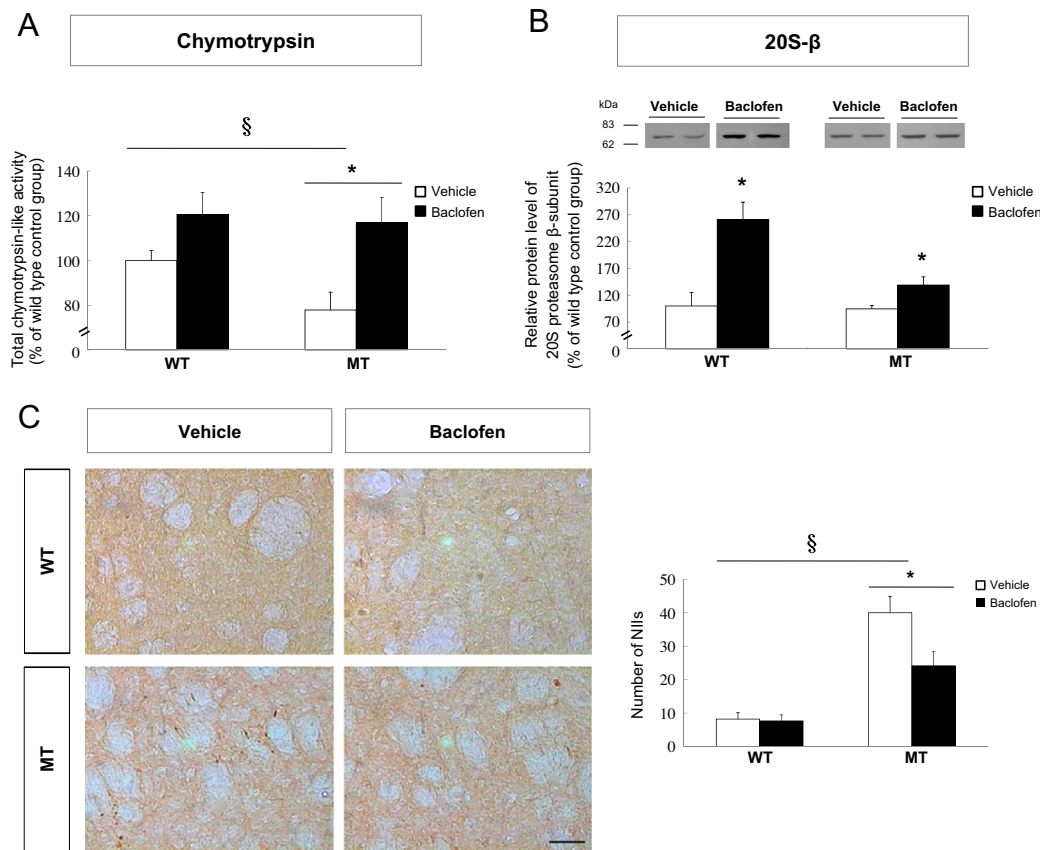 A
Chymotrypsin
§
*
Total chymotrypsin-like activity
(% of wild type control group)
140
120
100
80
0
WT
MT
Vehicle
Baclofen
B
20S-β
kDa
83
62
Vehicle
Baclofen
Vehicle
Baclofen
Relative protein level of
20S proteasome β-subunit
(% of wild type control group)
320
270
220
170
120
70
0
*
*
WT
MT
Vehicle
Baclofen
C
Vehicle
Baclofen
WT
MT
§
*
Number of NIIs
50
40
30
20
10
0
WT
MT
Vehicle
Baclofen